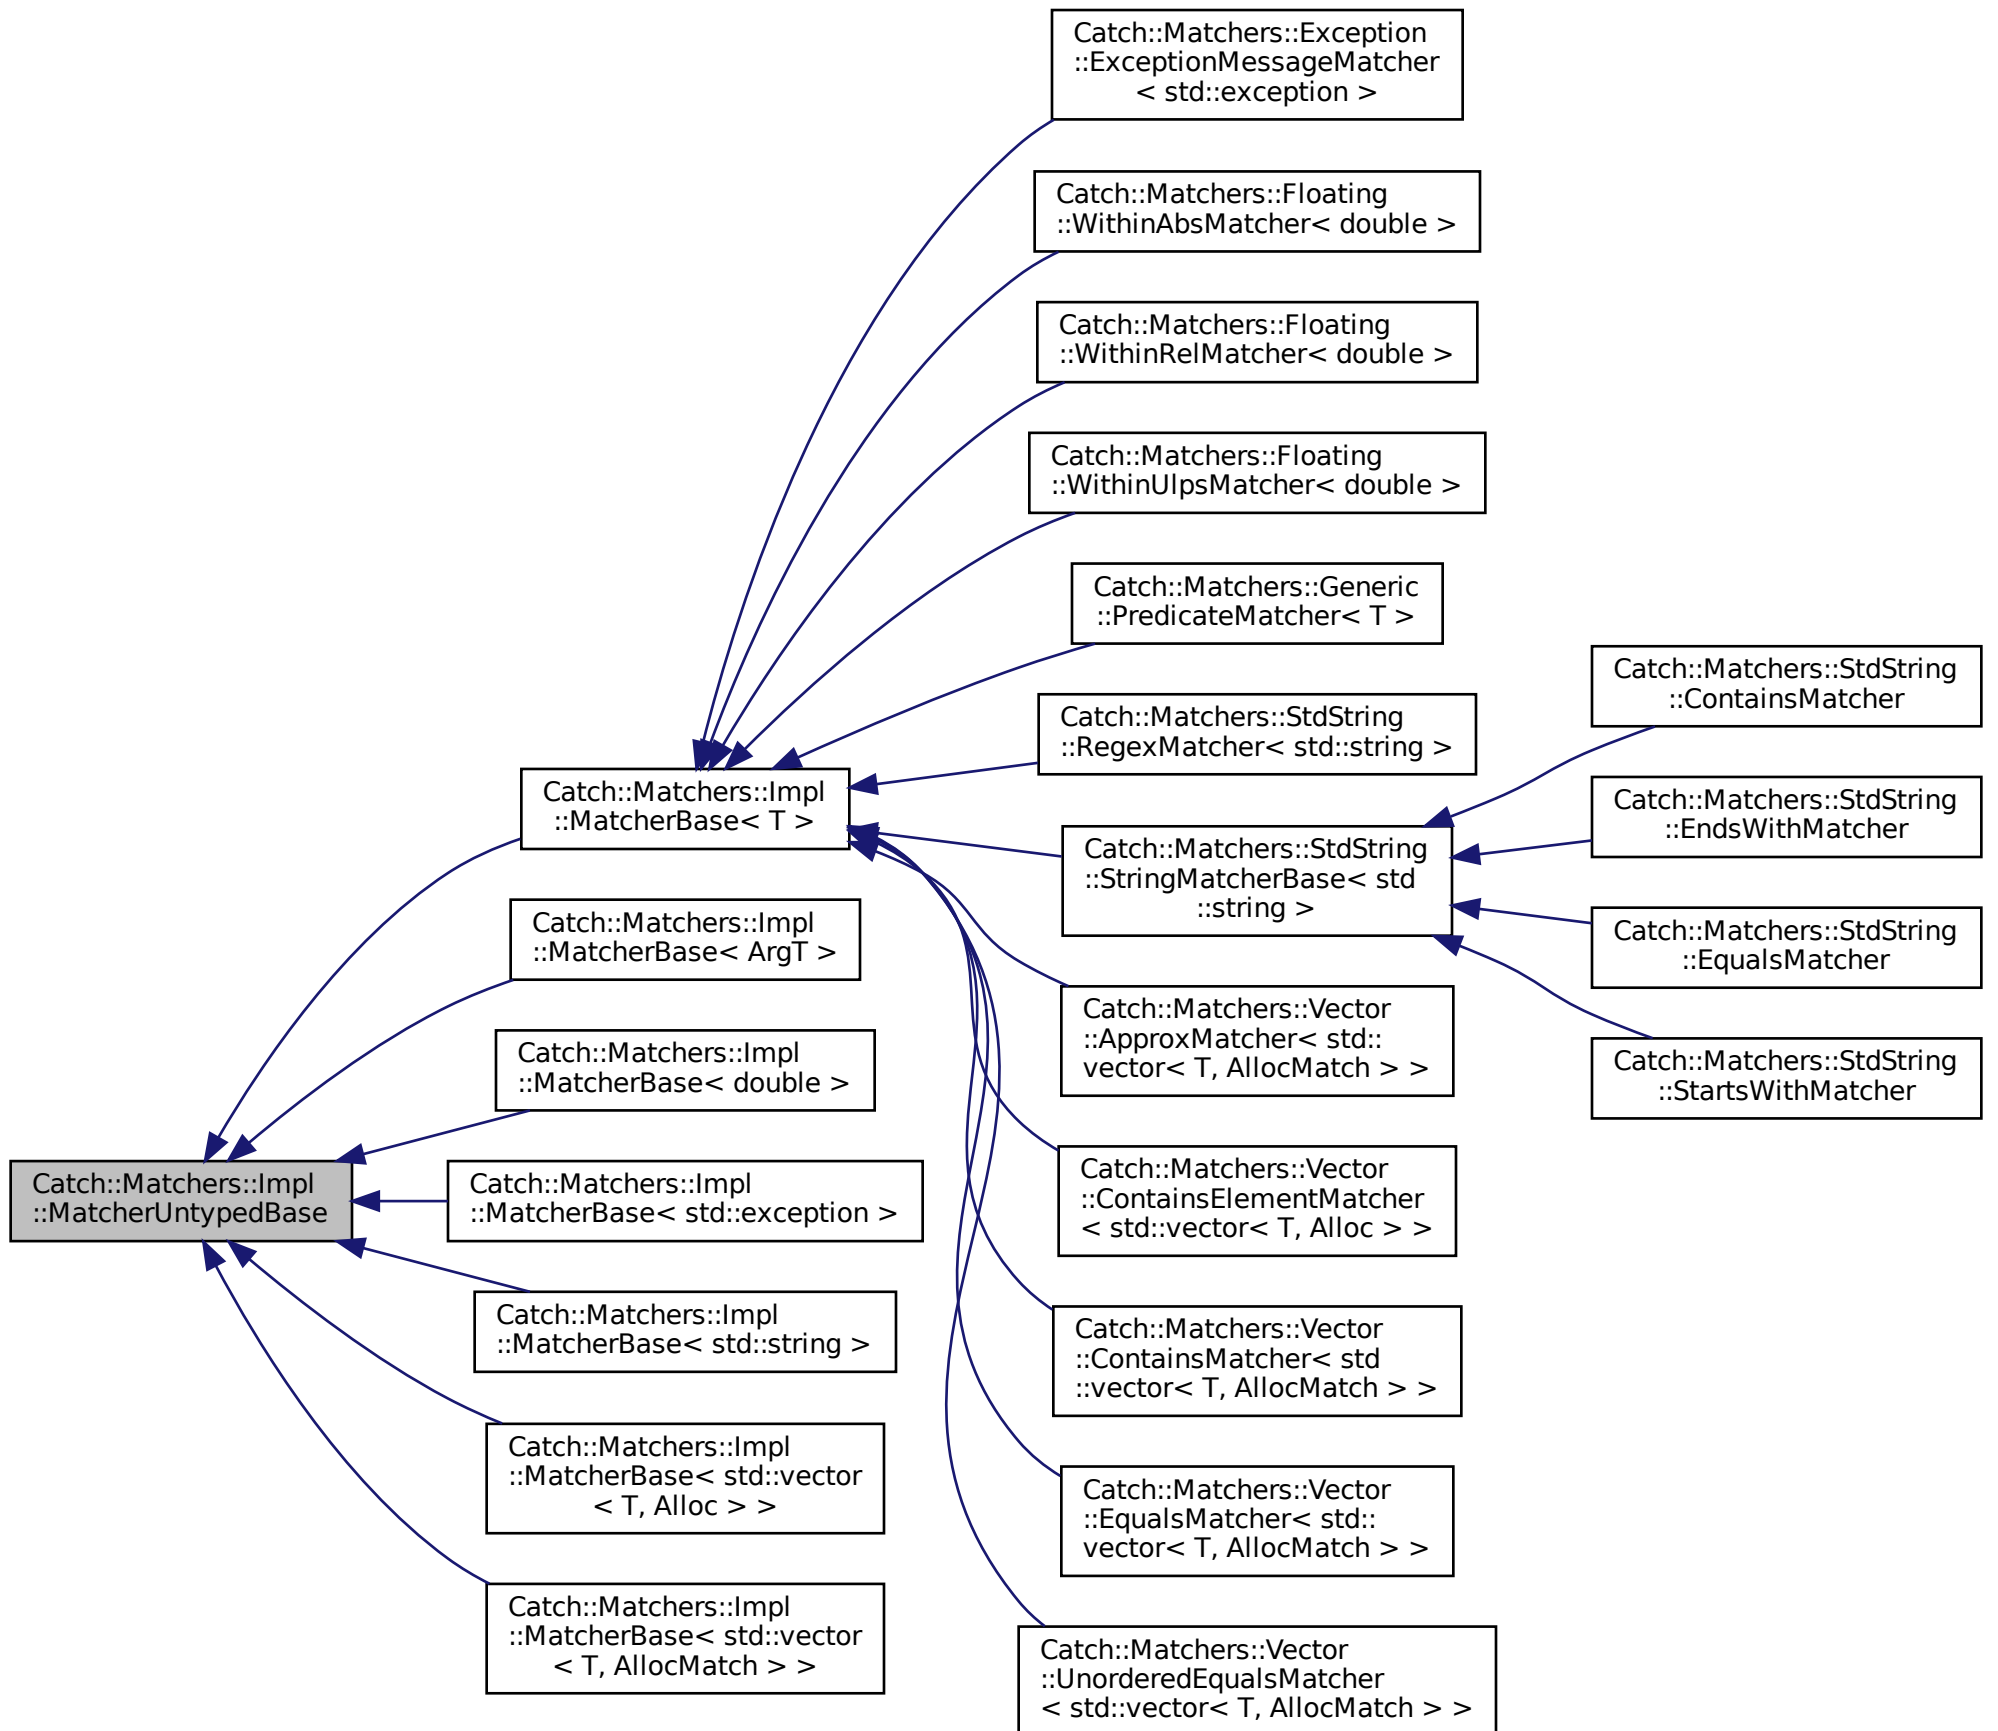 Catch::Matchers::Exception
::ExceptionMessageMatcher
< std::exception >
Catch::Matchers::Floating
::WithinAbsMatcher< double >
Catch::Matchers::Floating
::WithinRelMatcher< double >
Catch::Matchers::Floating
::WithinUlpsMatcher< double >
Catch::Matchers::Generic
::PredicateMatcher< T >
Catch::Matchers::StdString
::RegexMatcher< std::string >
Catch::Matchers::StdString
::ContainsMatcher
Catch::Matchers::Impl
::MatcherBase< T >
Catch::Matchers::StdString
::EndsWithMatcher
Catch::Matchers::StdString
::StringMatcherBase< std
::string >
Catch::Matchers::Impl
::MatcherBase< ArgT >
Catch::Matchers::StdString
::EqualsMatcher
Catch::Matchers::Vector
::ApproxMatcher< std::
vector< T, AllocMatch > >
Catch::Matchers::Impl
::MatcherBase< double >
Catch::Matchers::StdString
::StartsWithMatcher
Catch::Matchers::Impl
::MatcherUntypedBase
Catch::Matchers::Impl
::MatcherBase< std::exception >
Catch::Matchers::Vector
::ContainsElementMatcher
< std::vector< T, Alloc > >
Catch::Matchers::Impl
::MatcherBase< std::string >
Catch::Matchers::Vector
::ContainsMatcher< std
::vector< T, AllocMatch > >
Catch::Matchers::Impl
::MatcherBase< std::vector
< T, Alloc > >
Catch::Matchers::Vector
::EqualsMatcher< std::
vector< T, AllocMatch > >
Catch::Matchers::Impl
::MatcherBase< std::vector
< T, AllocMatch > >
Catch::Matchers::Vector
::UnorderedEqualsMatcher
< std::vector< T, AllocMatch > >